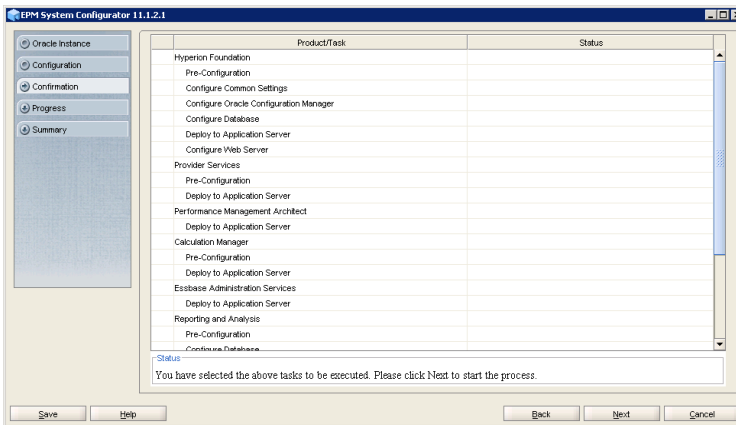 EPM System Configurator 11.1.2.1
Oracle Instance
Configuration
Confirmation
Progress
Summary
Product/Task Status
Hyperion Foundation
Pre-Configuration
Configure Common Settings
Configure Oracle Configuration Manager
Configure Database
Deploy to Application Server
Configure Web Server
Provider Services
Pre-Configuration
Deploy to Application Server
Performance Management Architect
Deploy to Application Server
Calculation Manager
Pre-Configuration
Deploy to Application Server
Essbase Administration Services
Deploy to Application Server
Reporting and Analysis
Pre-Configuration
Configure Database
Status
You have selected the above tasks to be executed. Please click Next to start the process.
Save Help Back Next Cancel